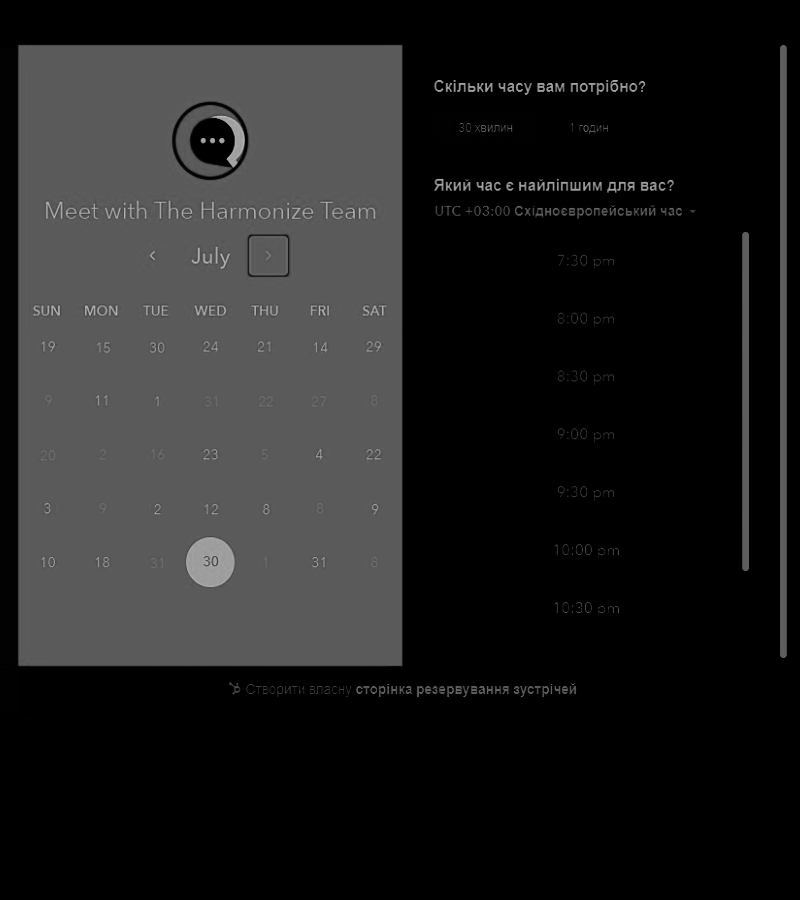 Meet with The Harmonize Team
July
SUN MON TUE WED THU FRI SAT
19 15 30 24 21 14 29
9 11 1 31 22 27 8
20 2 16 23 5 4 22
3 9 2 12 8 8 9
10 18 31 30 1 31 8
Скільки часу вам потрібно?
30 хвилин 1 годин
Який час є найліпшим для вас?
UTC +03:00 Східноєвропейський час
7:30 pm
8:00 pm
8:30 pm
9:00 pm
9:30 pm
10:00 pm
10:30 pm
Створити власну сторінка резервування зустрічей